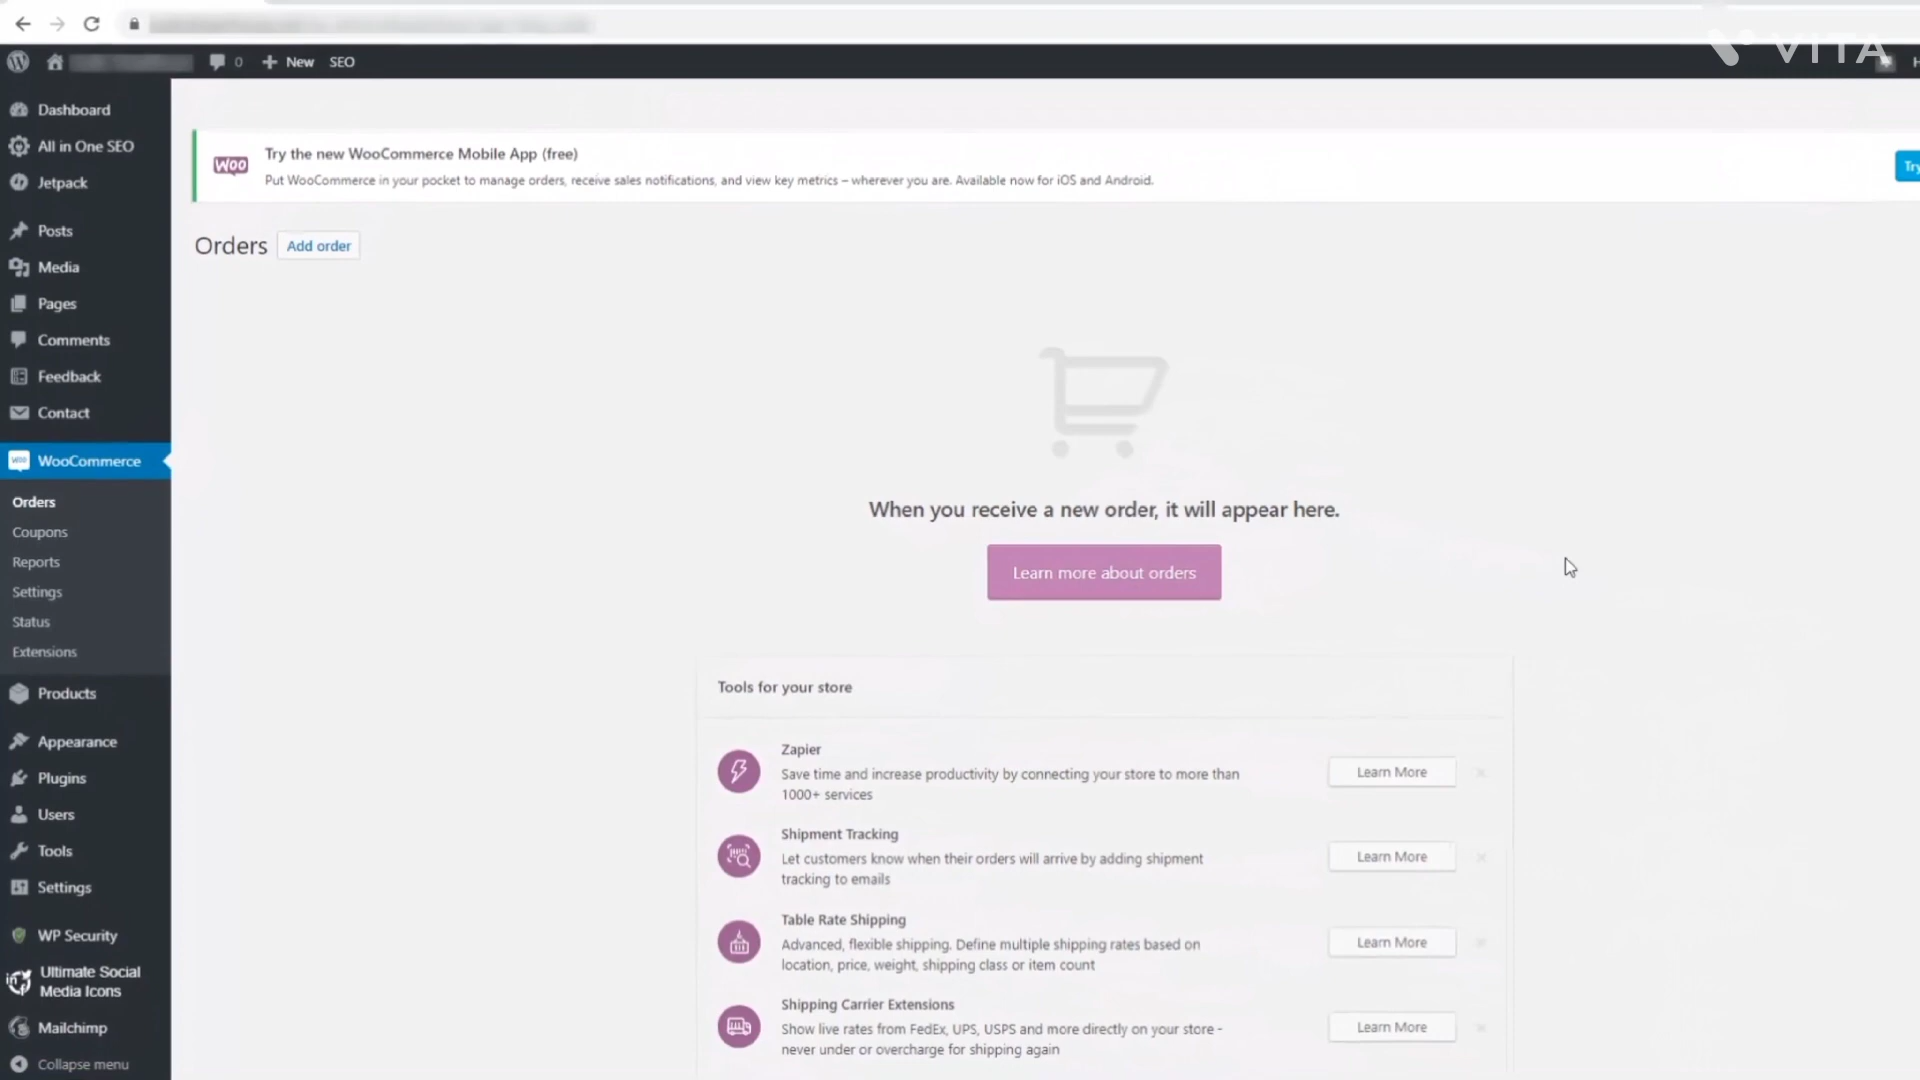 VITA
0
New
SEO
Dashboard
All in One SEO
Jetpack
Posts
Media
Pages
Comments
Feedback
Contact
WooCommerce
Orders
Coupons
Reports
Settings
Status
Extensions
Products
Appearance
Plugins
Users
Tools
Settings
WP Security
Ultimate Social
Media Icons
Mailchimp
Collapse menu
WOO
Try the new WooCommerce Mobile App (free)
Put WooCommerce in your pocket to manage orders, receive sales notifications, and view key metrics – wherever you are. Available now for iOS and Android.
Try
Orders
Add order
When you receive a new order, it will appear here.
Learn more about orders
Tools for your store
Zapier
Save time and increase productivity by connecting your store to more than
1000+ services
Learn More
Shipment Tracking
Let customers know when their orders will arrive by adding shipment
tracking to emails
Learn More
Table Rate Shipping
Advanced, flexible shipping. Define multiple shipping rates based on
location, price, weight, shipping class or item count
Learn More
Shipping Carrier Extensions
Show live rates from FedEx, UPS, USPS and more directly on your store -
never under or overcharge for shipping again
Learn More